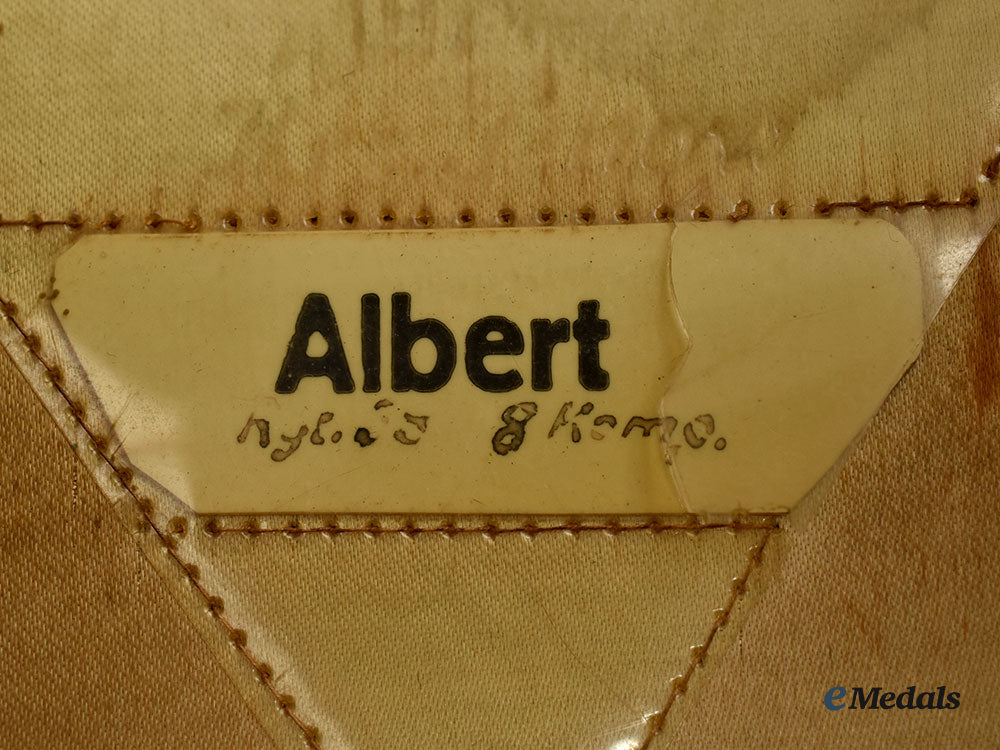 Albert
8 Komp.
eMedals